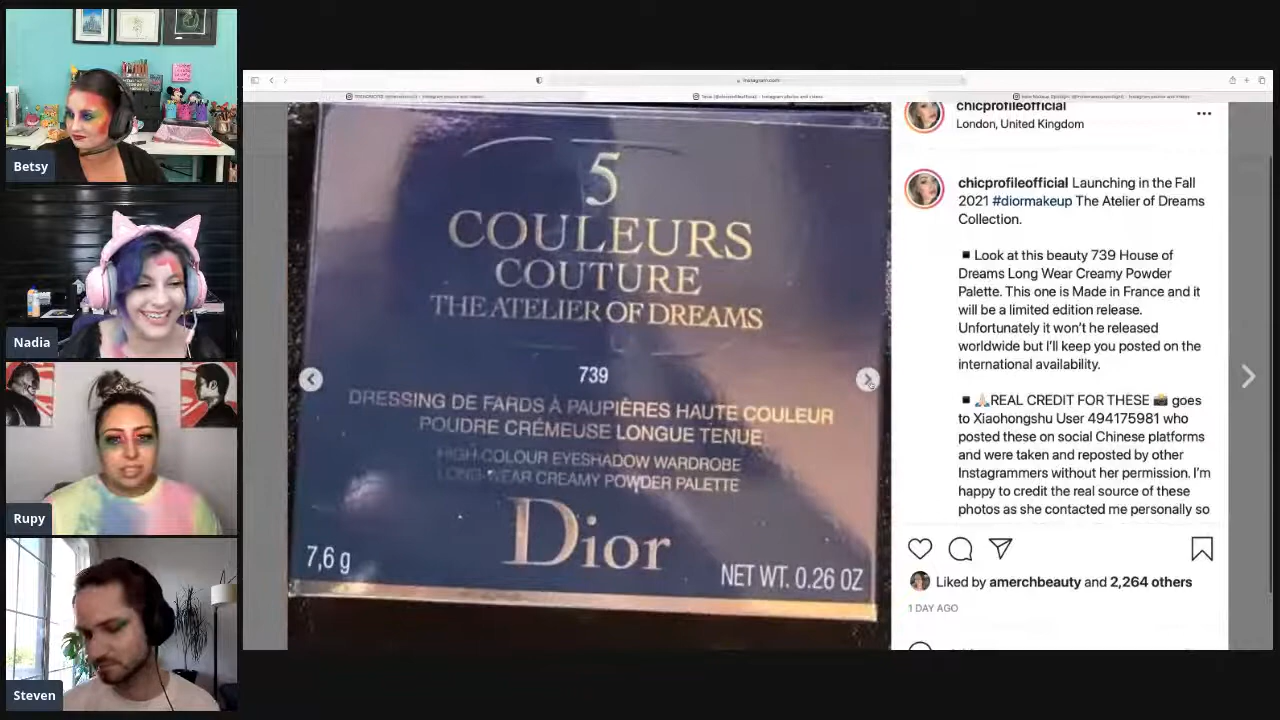 Betsy
Nadia
Rupy
Steven
instagram.com
5
COULEURS
COUTURE
THE ATELIER OF DREAMS
739
DRESSING DE FARDS À PAUPIÈRES HAUTE COULEUR
POUDRE CRÉMEUSE LONGUE TENUE
HIGH COLOUR EYESHADOW WARDROBE
LONG WEAR CREAMY POWDER PALETTE
Dior
7,6 g
NET WT. 0.26 OZ
chicprofileofficial
London, United Kingdom
chicprofileofficial Launching in the Fall
2021 #diormakeup The Atelier of Dreams
Collection.
◾Look at this beauty 739 House of
Dreams Long Wear Creamy Powder
Palette. This one is Made in France and it
will be a limited edition release.
Unfortunately it won't he released
worldwide but I'll keep you posted on the
international availability.
◾🙏🏻REAL CREDIT FOR THESE 📸 goes
to Xiaohongshu User 494175981 who
posted these on social Chinese platforms
and were taken and reposted by other
Instagrammers without her permission. I'm
happy to credit the real source of these
photos as she contacted me personally so
Liked by amerchbeauty and 2,264 others
1 DAY AGO